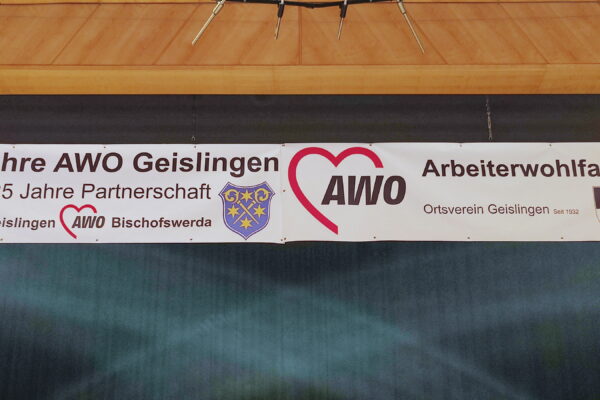 hre AWO Geislingen
5 Jahre Partnerschaft
eislingen AWO Bischofswerda
AWO
Arbeiterwohlfa
Ortsverein Geislingen Seit 1932